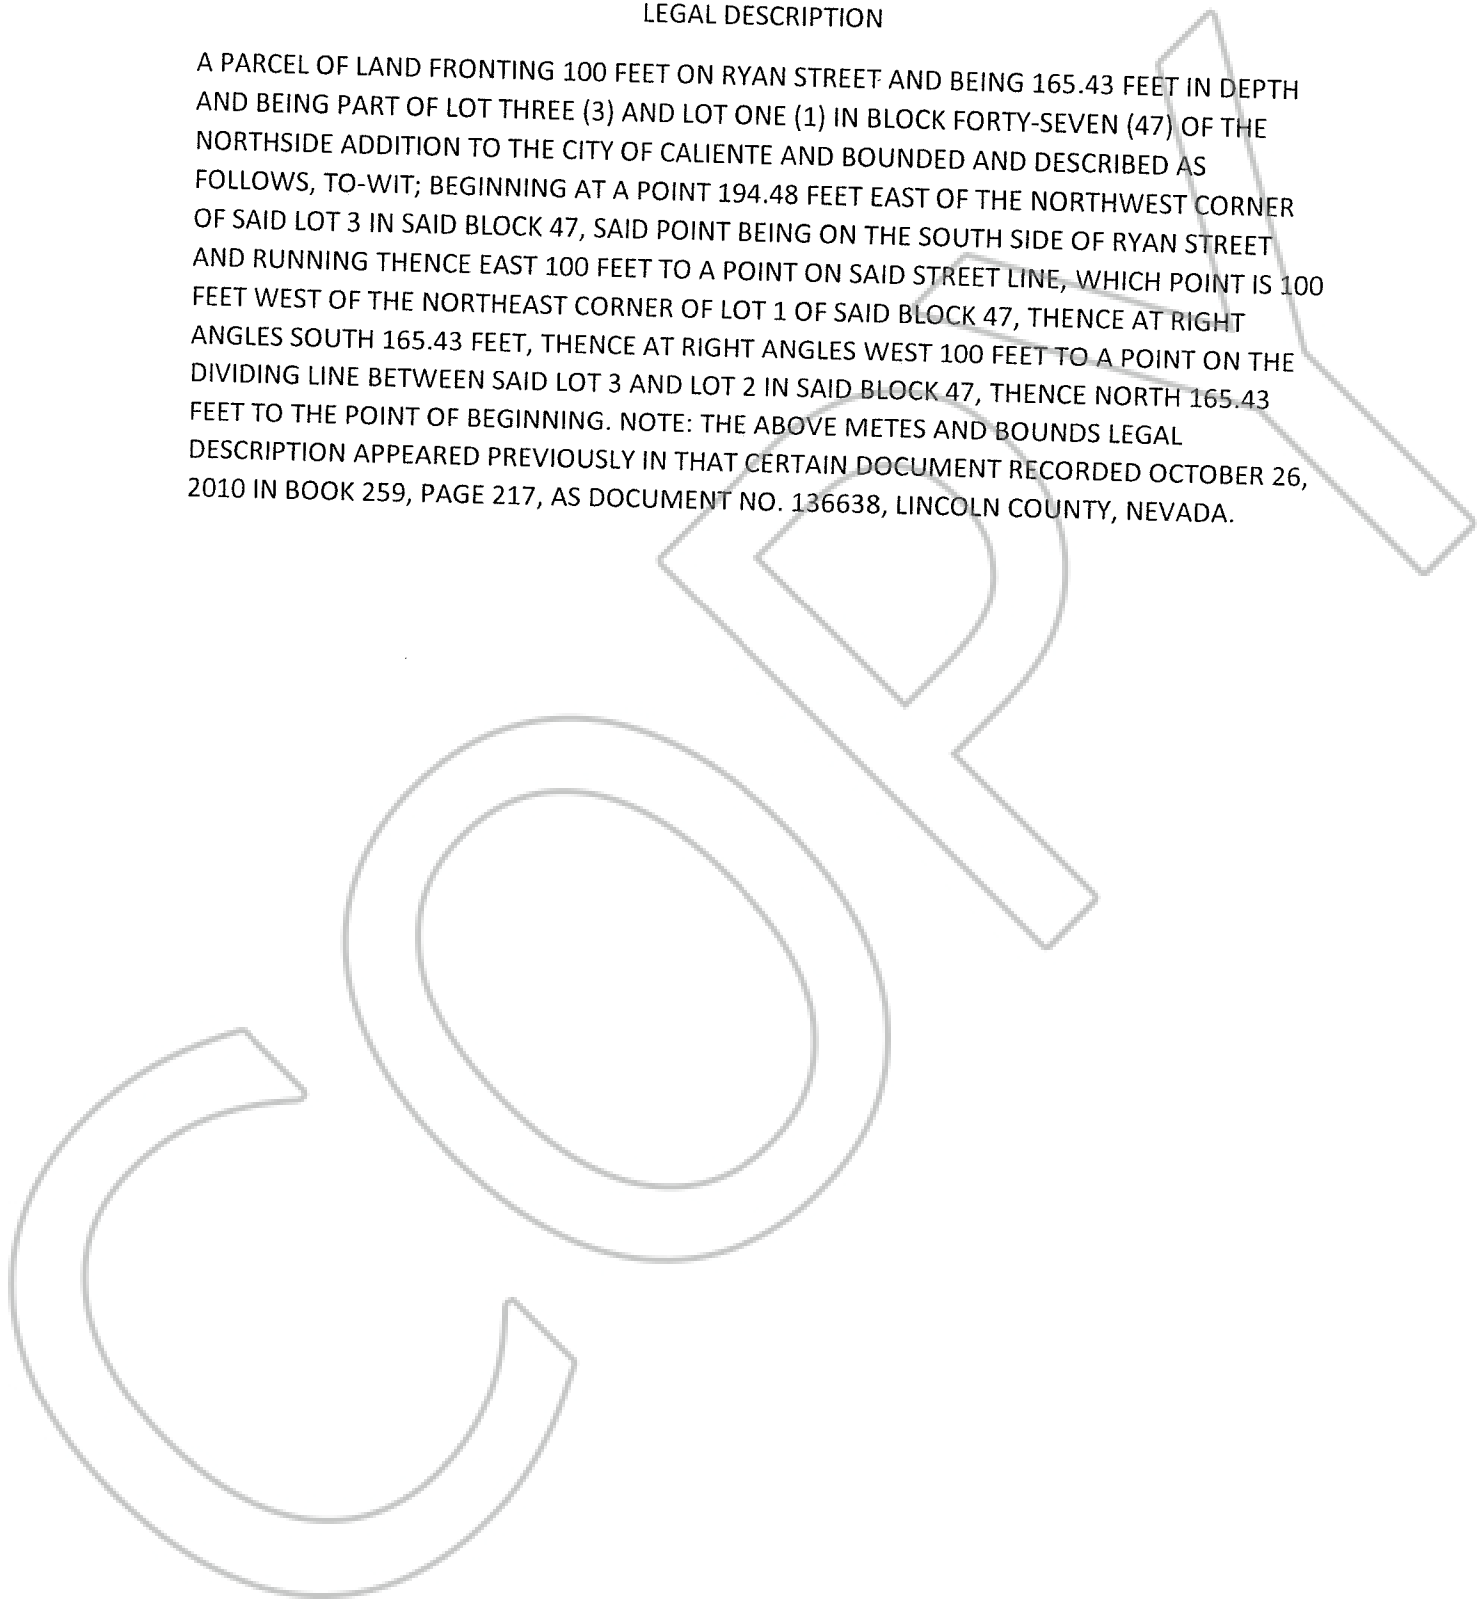 LEGAL DESCRIPTION
A PARCEL OF LAND FRONTING 100 FEET ON RYAN STREET AND BEING 165.43 FEET IN DEPTH
AND BEING PART OF LOT THREE (3) AND LOT ONE (1) IN BLOCK FORTY-SEVEN (47) OF THE
NORTHSIDE ADDITION TO THE CITY OF CALIENTE AND BOUNDED AND DESCRIBED AS
FOLLOWS, TO-WIT; BEGINNING AT A POINT 194.48 FEET EAST OF THE NORTHWEST CORNER
OF SAID LOT 3 IN SAID BLOCK 47, SAID POINT BEING ON THE SOUTH SIDE OF RYAN STREET
AND RUNNING THENCE EAST 100 FEET TO A POINT ON SAID STREET LINE, WHICH POINT IS 100
FEET WEST OF THE NORTHEAST CORNER OF LOT 1 OF SAID BLOCK 47, THENCE AT RIGHT
ANGLES SOUTH 165.43 FEET, THENCE AT RIGHT ANGLES WEST 100 FEET TO A POINT ON THE
DIVIDING LINE BETWEEN SAID LOT 3 AND LOT 2 IN SAID BLOCK 47, THENCE NORTH 165.43
FEET TO THE POINT OF BEGINNING. NOTE: THE ABOVE METES AND BOUNDS LEGAL
DESCRIPTION APPEARED PREVIOUSLY IN THAT CERTAIN DOCUMENT RECORDED OCTOBER 26,
2010 IN BOOK 259, PAGE 217, AS DOCUMENT NO. 136638, LINCOLN COUNTY, NEVADA.
COPY